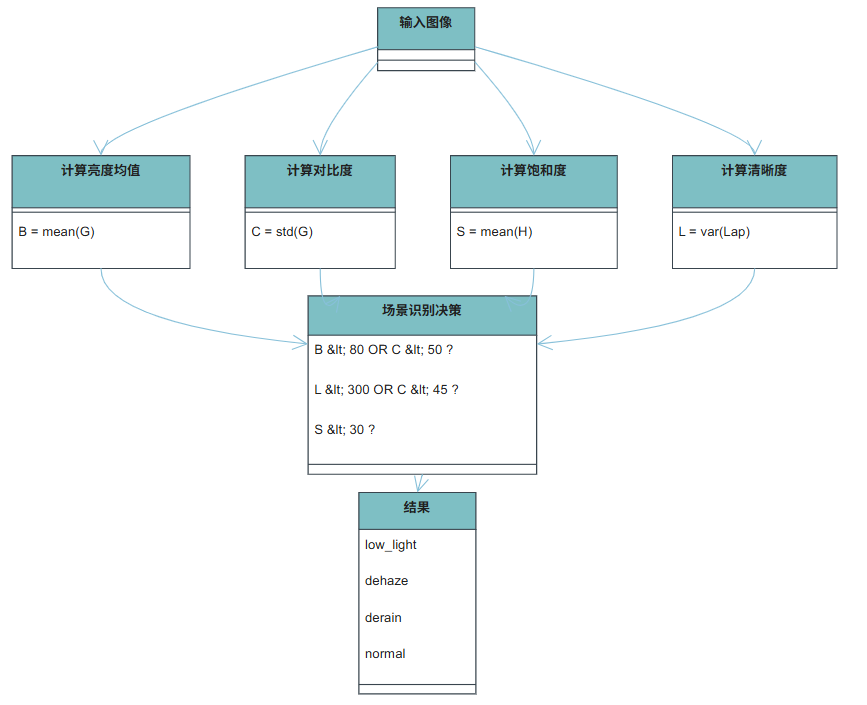 输入图像
计算亮度均值
B = mean(G)
计算对比度
C = std(G)
计算饱和度
S = mean(H)
计算清晰度
L = var(Lap)
场景识别决策
B &lt; 80 OR C &lt; 50 ?
L &lt; 300 OR C &lt; 45 ?
S &lt; 30 ?
结果
low_light
dehaze
derain
normal